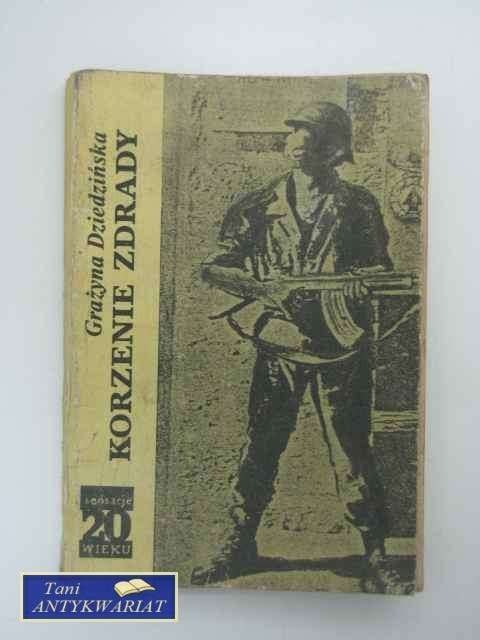 Grażyna Dziedzińska
KORZENIE ZDRADY
sensacje
20
WIEKU
Tani
ANTYKWARIAT